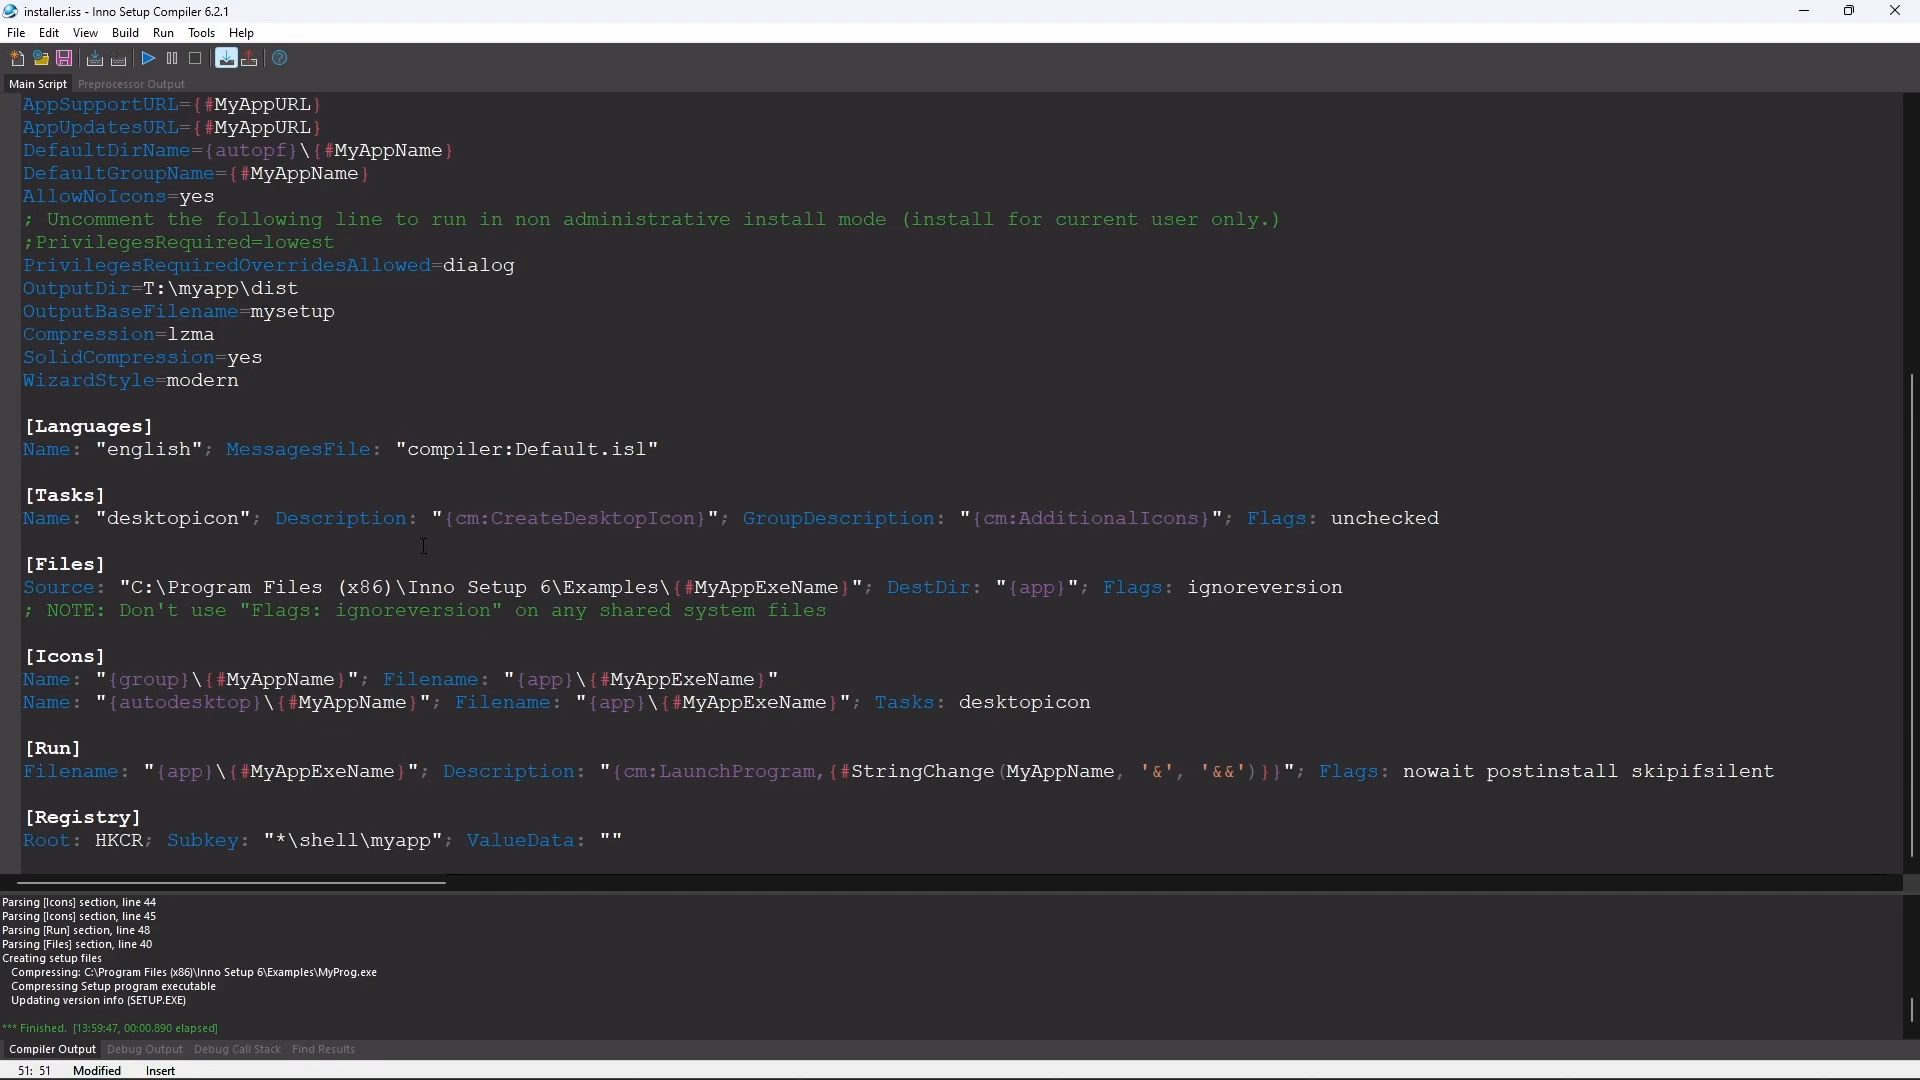 installer.iss - Inno Setup Compiler 6.2.1
File Edit View Build Run Tools Help
Main Script Preprocessor Output
AppSupportURL={#MyAppURL}
AppUpdatesURL={#MyAppURL}
DefaultDirName={autopf}\{#MyAppName}
DefaultGroupName={#MyAppName}
AllowNoIcons=yes
; Uncomment the following line to run in non administrative install mode (install for current user only.)
;PrivilegesRequired=lowest
PrivilegesRequiredOverridesAllowed=dialog
OutputDir=T:\myapp\dist
OutputBaseFilename=mysetup
Compression=lzma
SolidCompression=yes
WizardStyle=modern
[Languages]
Name: "english"; MessagesFile: "compiler:Default.isl"
[Tasks]
Name: "desktopicon"; Description: "{cm:CreateDesktopIcon}"; GroupDescription: "{cm:AdditionalIcons}"; Flags: unchecked
[Files]
Source: "C:\Program Files (x86)\Inno Setup 6\Examples\{#MyAppExeName}"; DestDir: "{app}"; Flags: ignoreversion
; NOTE: Don't use "Flags: ignoreversion" on any shared system files
[Icons]
Name: "{group}\{#MyAppName}"; Filename: "{app}\{#MyAppExeName}"
Name: "{autodesktop}\{#MyAppName}"; Filename: "{app}\{#MyAppExeName}"; Tasks: desktopicon
[Run]
Filename: "{app}\{#MyAppExeName}"; Description: "{cm:LaunchProgram,{#StringChange(MyAppName, '&', '&&')}}"; Flags: nowait postinstall skipifsilent
[Registry]
Root: HKCR; Subkey: "*\shell\myapp"; ValueData: ""
Parsing [Icons] section, line 44
Parsing [Icons] section, line 45
Parsing [Run] section, line 48
Parsing [Files] section, line 40
Creating setup files
Compressing: C:\Program Files (x86)\Inno Setup 6\Examples\MyProg.exe
Compressing Setup program executable
Updating version info (SETUP.EXE)
*** Finished. [13:59:47, 00:00.890 elapsed]
Compiler Output Debug Output Debug Call Stack Find Results
51: 51 Modified Insert